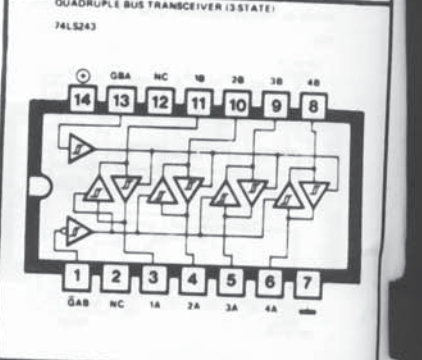 QUADRUPLE BUS TRANSCEIVER (3 STATE)
74LS243
GBA NC 1B 2B 3B 4B
14 13 12 11 10 9 8
1 2 3 4 5 6 7
G̅AB NC 1A 2A 3A 4A